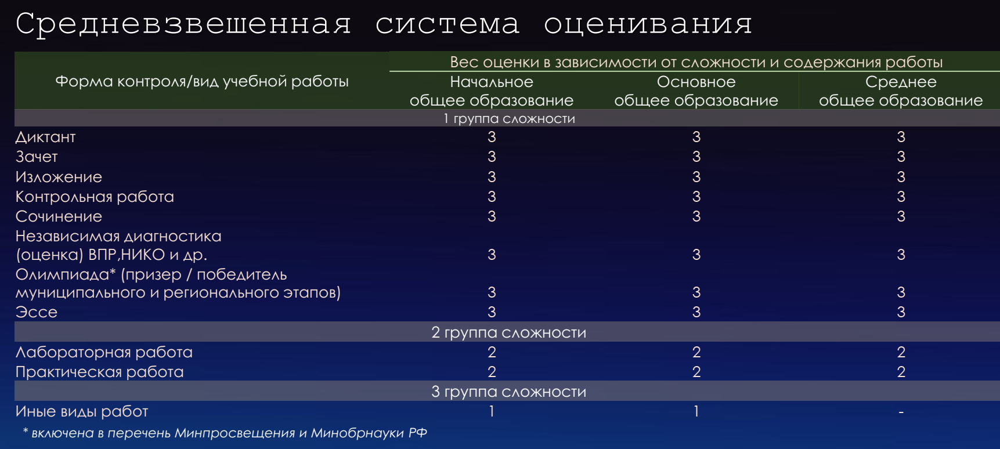 Средневзвешенная система оценивания
Форма контроля/вид учебной работы
Вес оценки в зависимости от сложности и содержания работы
Начальное
общее образование
Основное
общее образование
Среднее
общее образование
1 группа сложности
Диктант 3 3 3
Зачет 3 3 3
Изложение 3 3 3
Контрольная работа 3 3 3
Сочинение 3 3 3
Независимая диагностика
(оценка) ВПР,НИКО и др. 3 3 3
Олимпиада* (призер / победитель
муниципального и регионального этапов) 3 3 3
Эссе 3 3 3
2 группа сложности
Лабораторная работа 2 2 2
Практическая работа 2 2 2
3 группа сложности
Иные виды работ 1 1 -
* включена в перечень Минпросвещения и Минобрнауки РФ